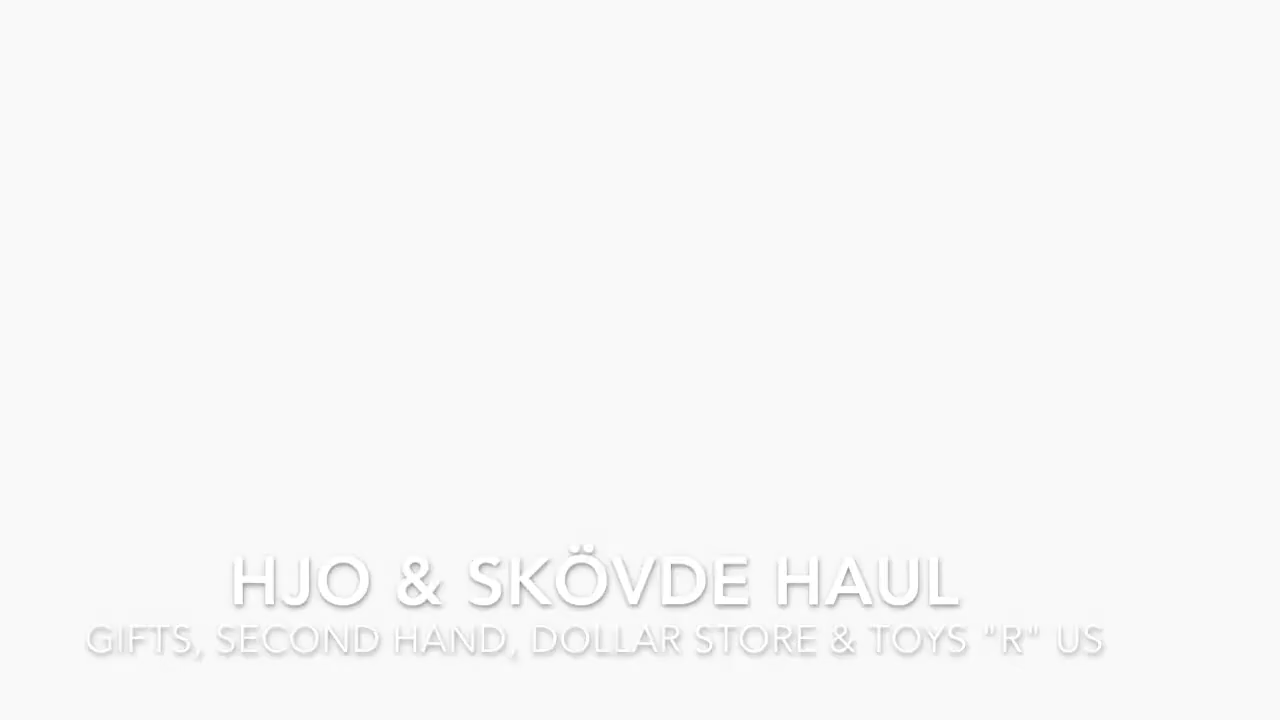 HJO & SKÖVDE HAUL
GIFTS, SECOND HAND, DOLLAR STORE & TOYS "R" US